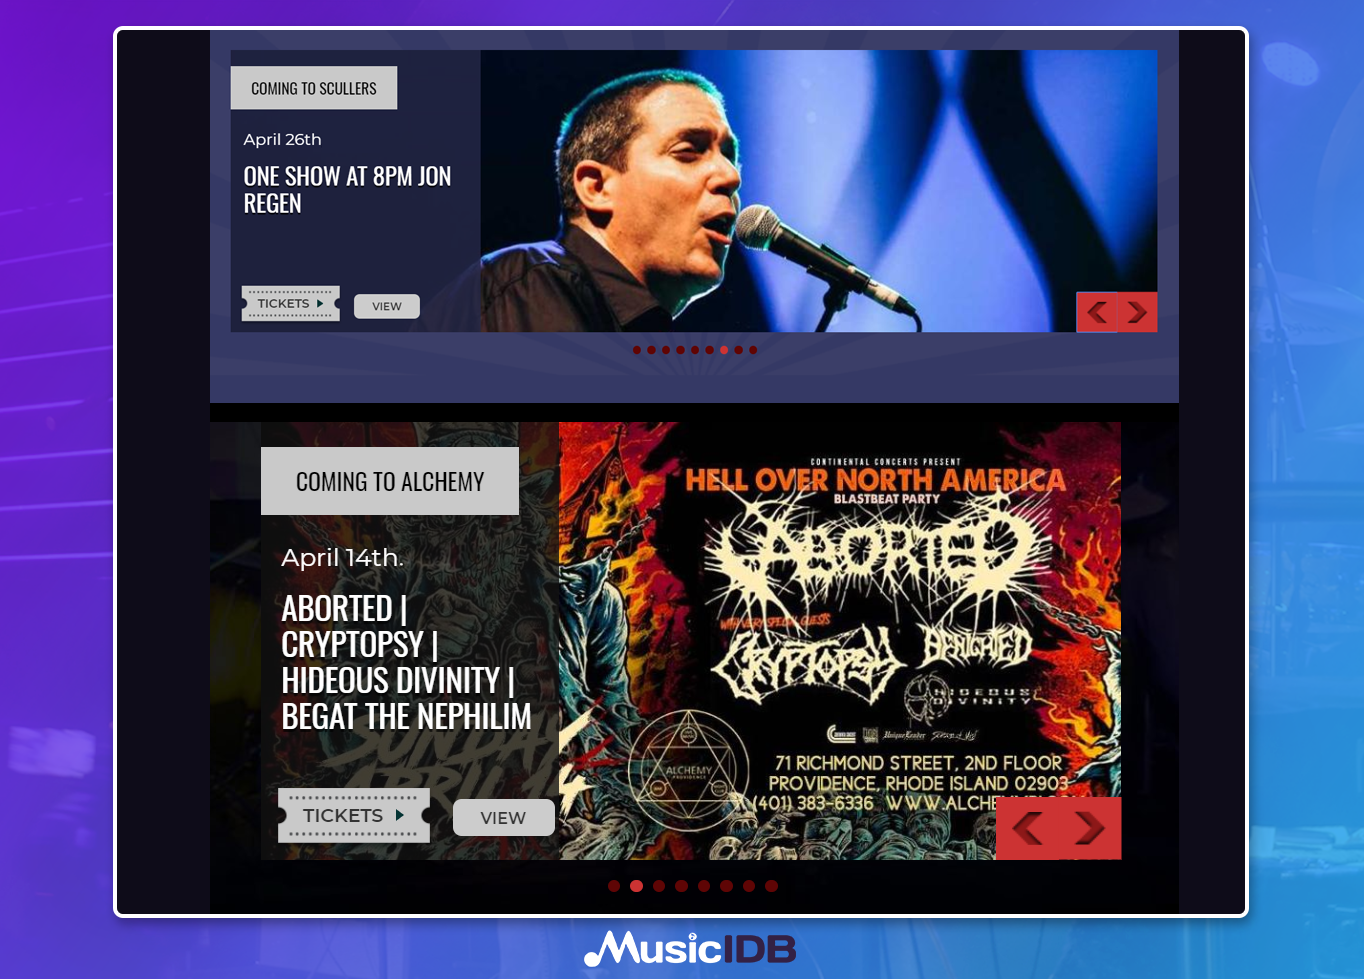 COMING TO SCULLERS
April 26th
ONE SHOW AT 8PM JON
REGEN
TICKETS
VIEW
COMING TO ALCHEMY
April 14th.
ABORTED |
CRYPTOPSY |
HIDEOUS DIVINITY |
BEGAT THE NEPHILIM
SUNDAY
APRIL
TICKETS
VIEW
CONTINENTAL CONCERTS PRESENT
HELL OVER NORTH AMERICA
BLASTBEAT PARTY
ABORTED
WITH VERY SPECIAL GUESTS
CRYPTOPSY
BENIGHTED
HIDEOUS
DIVINITY
ALCHEMY
PROVIDENCE
71 RICHMOND STREET, 2ND FLOOR
PROVIDENCE, RHODE ISLAND 02903
(401) 383-6336
MusicIDB